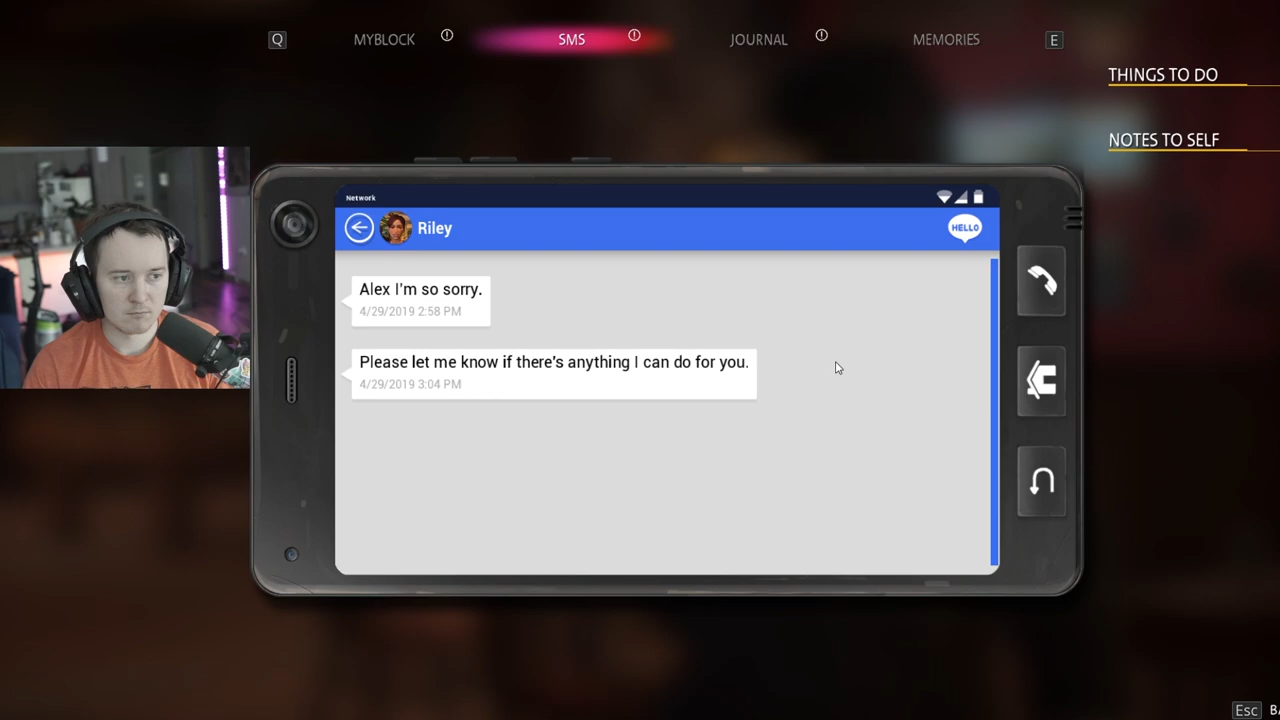 Q
MYBLOCK
SMS
JOURNAL
MEMORIES
E
THINGS TO DO
NOTES TO SELF
Network
Riley
HELLO
Alex I'm so sorry.
4/29/2019 2:58 PM
Please let me know if there's anything I can do for you.
4/29/2019 3:04 PM
Esc BA